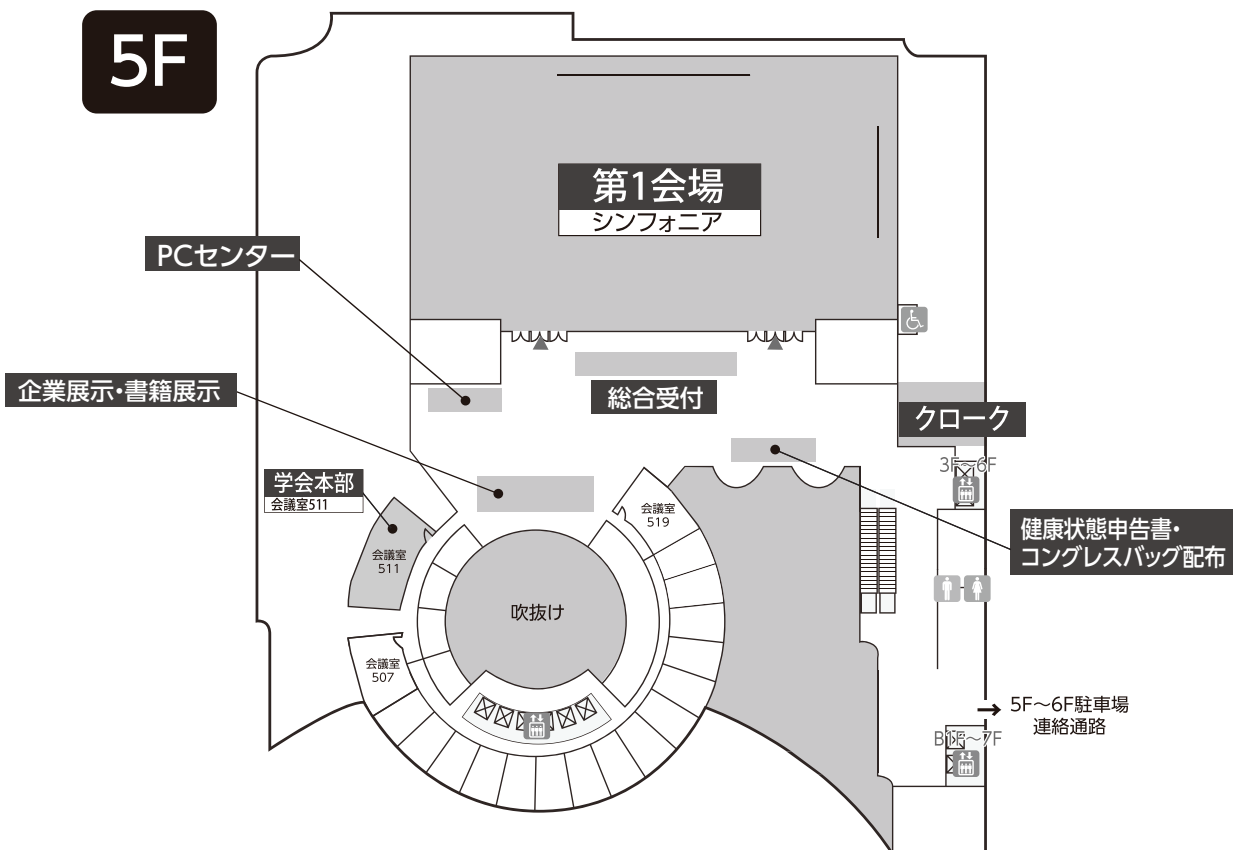 5F
第1会場
シンフォニア
PCセンター
企業展示・書籍展示
総合受付
クローク
3F～6F
学会本部
会議室511
会議室
519
健康状態申告書・
コングレスバッグ配布
会議室
511
吹抜け
会議室
507
5F～6F駐車場
連絡通路
B1F～7F